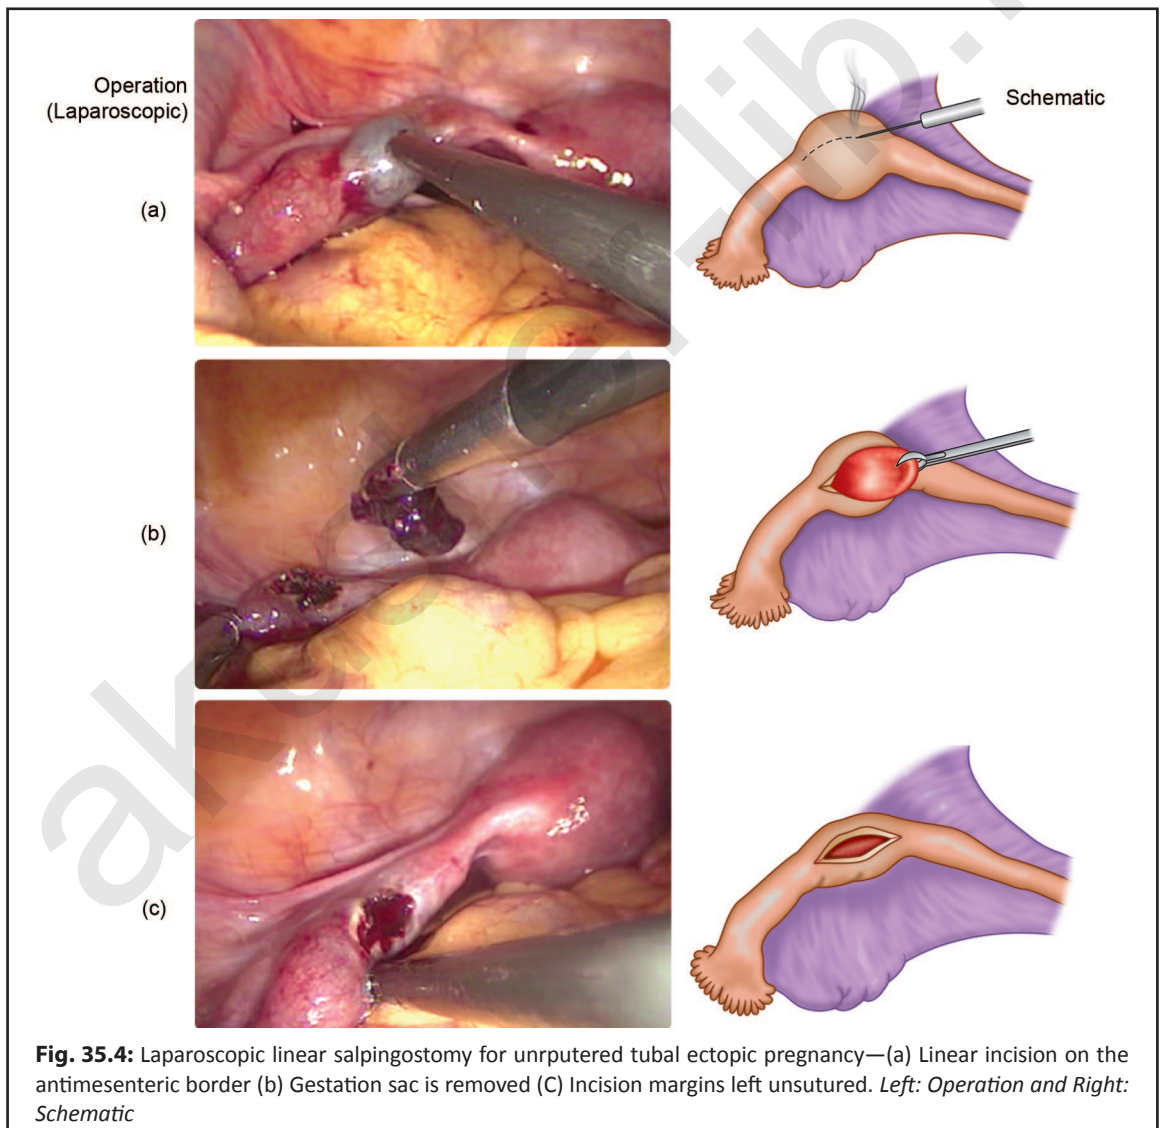 Operation
(Laparoscopic)
Schematic
(a)
(b)
(c)
Fig. 35.4: Laparoscopic linear salpingostomy for unrputered tubal ectopic pregnancy—(a) Linear incision on the
antimesenteric border (b) Gestation sac is removed (C) Incision margins left unsutured. Left: Operation and Right:
Schematic